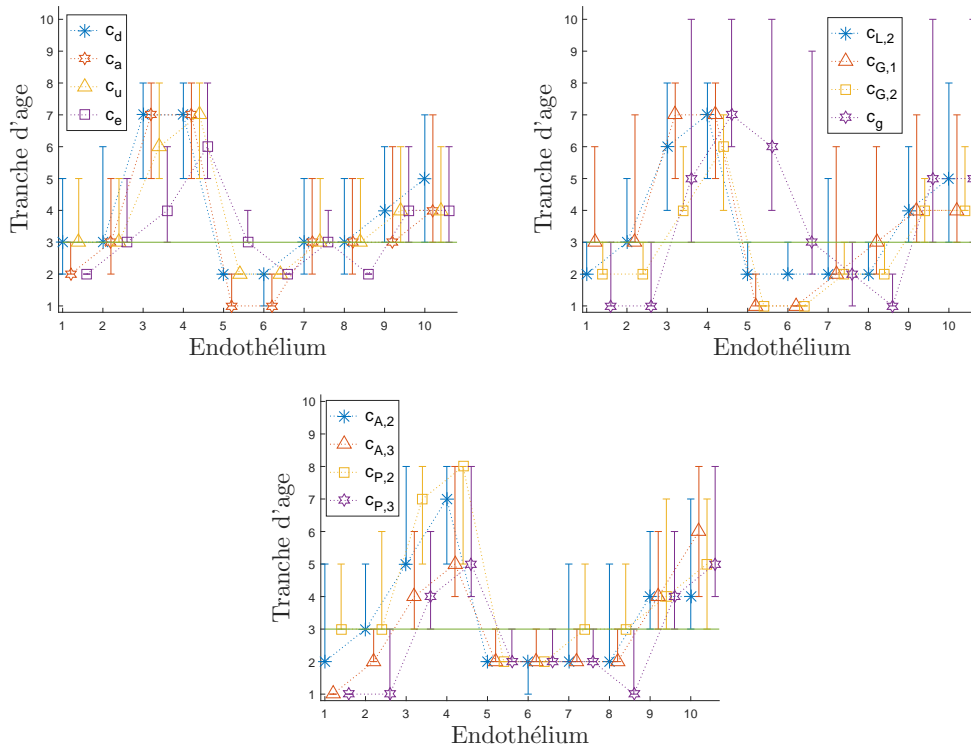 10
9
8
7
6
5
4
3
2
1
Tranche d'age
c_d
c_a
c_u
c_e
1 2 3 4 5 6 7 8 9 10
Endothélium
10
9
8
7
6
5
4
3
2
1
Tranche d'age
c_L,2
c_G,1
c_G,2
c_g
1 2 3 4 5 6 7 8 9 10
Endothélium
10
9
8
7
6
5
4
3
2
1
Tranche d'age
c_A,2
c_A,3
c_P,2
c_P,3
1 2 3 4 5 6 7 8 9 10
Endothélium